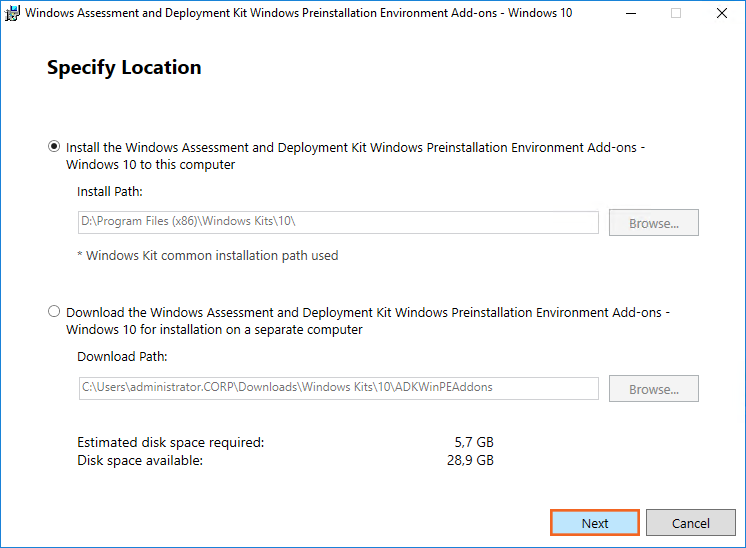 Windows Assessment and Deployment Kit Windows Preinstallation Environment Add-ons - Windows 10
Specify Location
Install the Windows Assessment and Deployment Kit Windows Preinstallation Environment Add-ons -
Windows 10 to this computer
Install Path:
D:\Program Files (x86)\Windows Kits\10\
Browse...
* Windows Kit common installation path used
Download the Windows Assessment and Deployment Kit Windows Preinstallation Environment Add-ons -
Windows 10 for installation on a separate computer
Download Path:
C:\Users\administrator.CORP\Downloads\Windows Kits\10\ADKWinPEAddons
Browse...
Estimated disk space required: 5,7 GB
Disk space available: 28,9 GB
Next Cancel